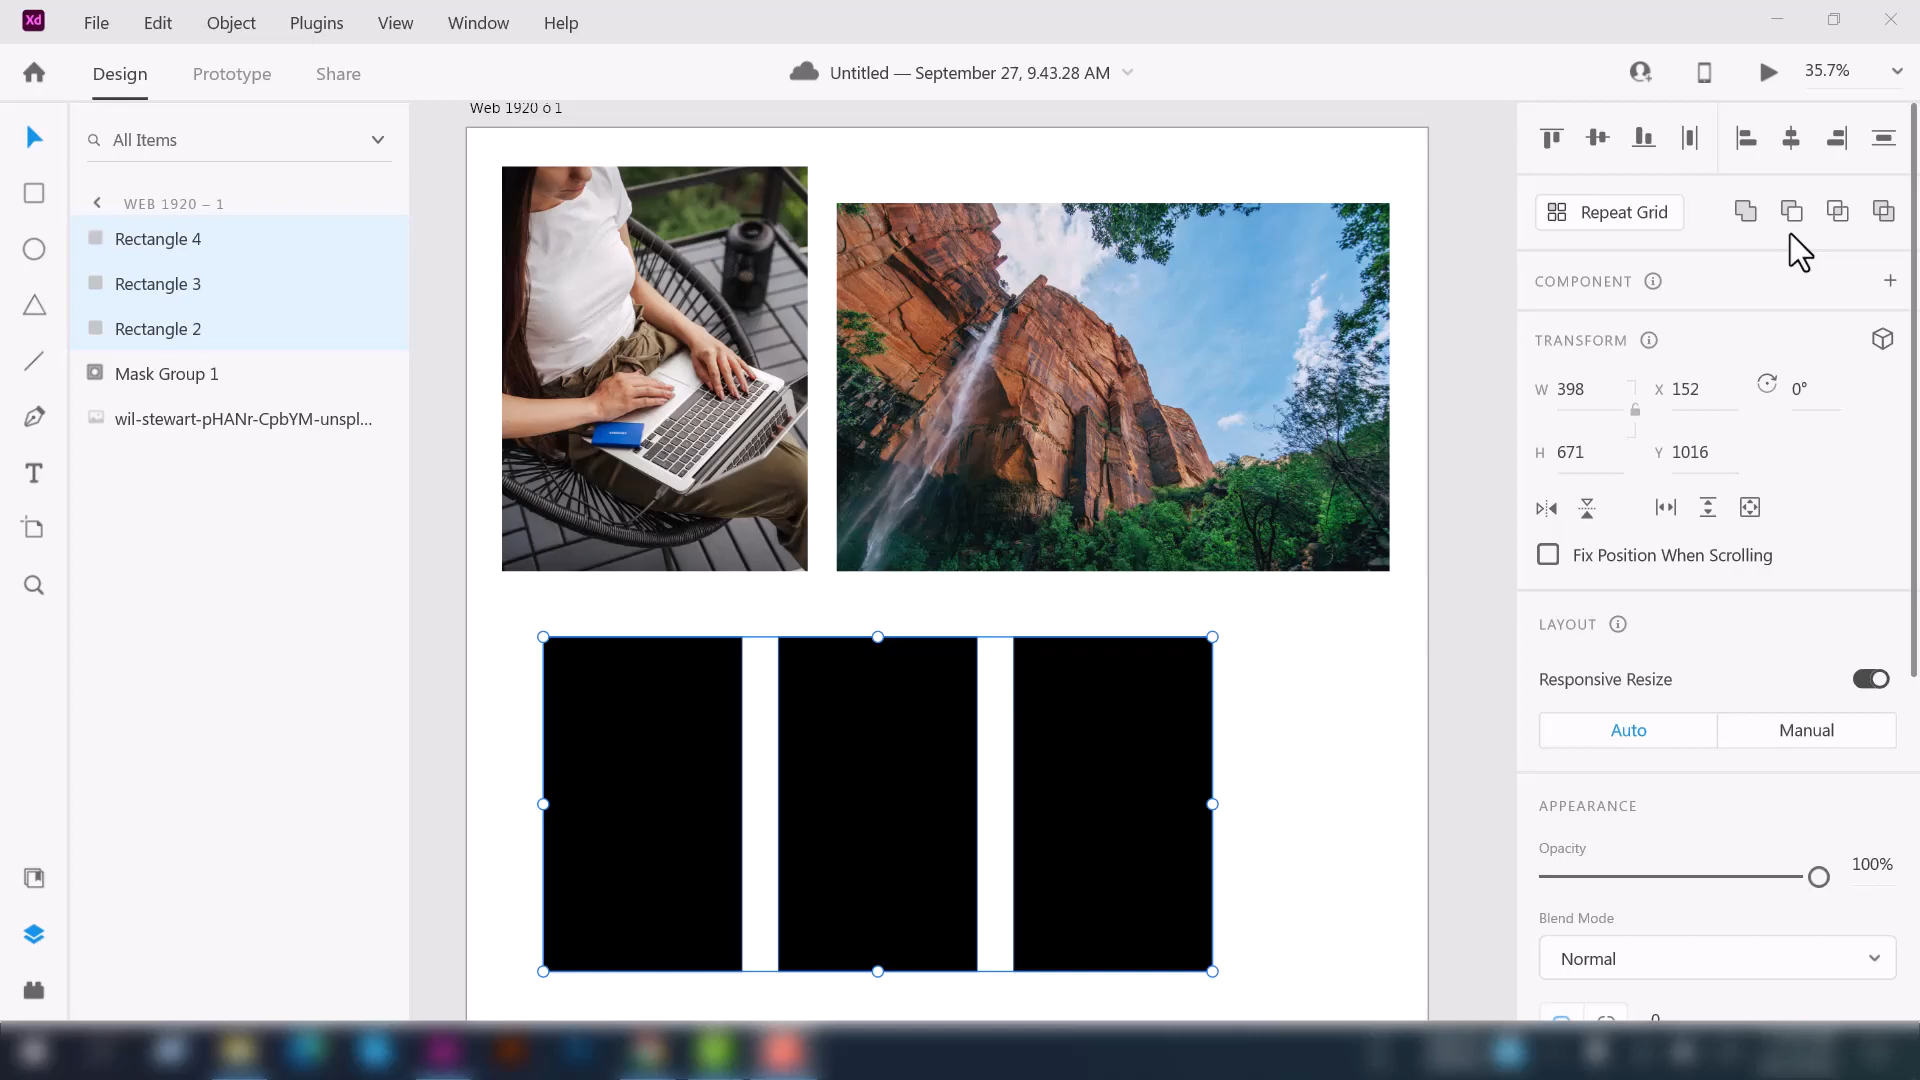 Xd File Edit Object Plugins View Window Help
Design Prototype Share Untitled — September 27, 9.43.28 AM 35.7%
Web 1920 ó 1
All Items
WEB 1920 – 1
Rectangle 4
Rectangle 3
Rectangle 2
Mask Group 1
wil-stewart-pHANr-CpbYM-unspl...
Repeat Grid
COMPONENT
TRANSFORM
W 398 X 152 0°
H 671 Y 1016
Fix Position When Scrolling
LAYOUT
Responsive Resize
Auto Manual
APPEARANCE
Opacity
100%
Blend Mode
Normal
0